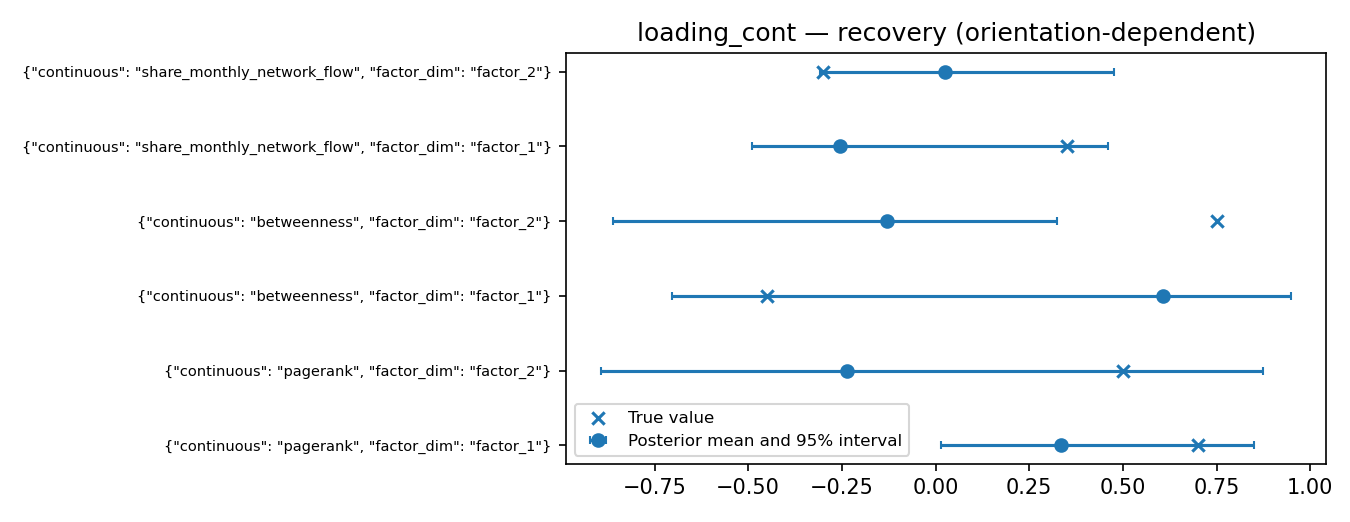 loading_cont — recovery (orientation-dependent)
{"continuous": "share_monthly_network_flow", "factor_dim": "factor_2"}
{"continuous": "share_monthly_network_flow", "factor_dim": "factor_1"}
{"continuous": "betweenness", "factor_dim": "factor_2"}
{"continuous": "betweenness", "factor_dim": "factor_1"}
{"continuous": "pagerank", "factor_dim": "factor_2"}
{"continuous": "pagerank", "factor_dim": "factor_1"}
True value
Posterior mean and 95% interval
−0.75 −0.50 −0.25 0.00 0.25 0.50 0.75 1.00